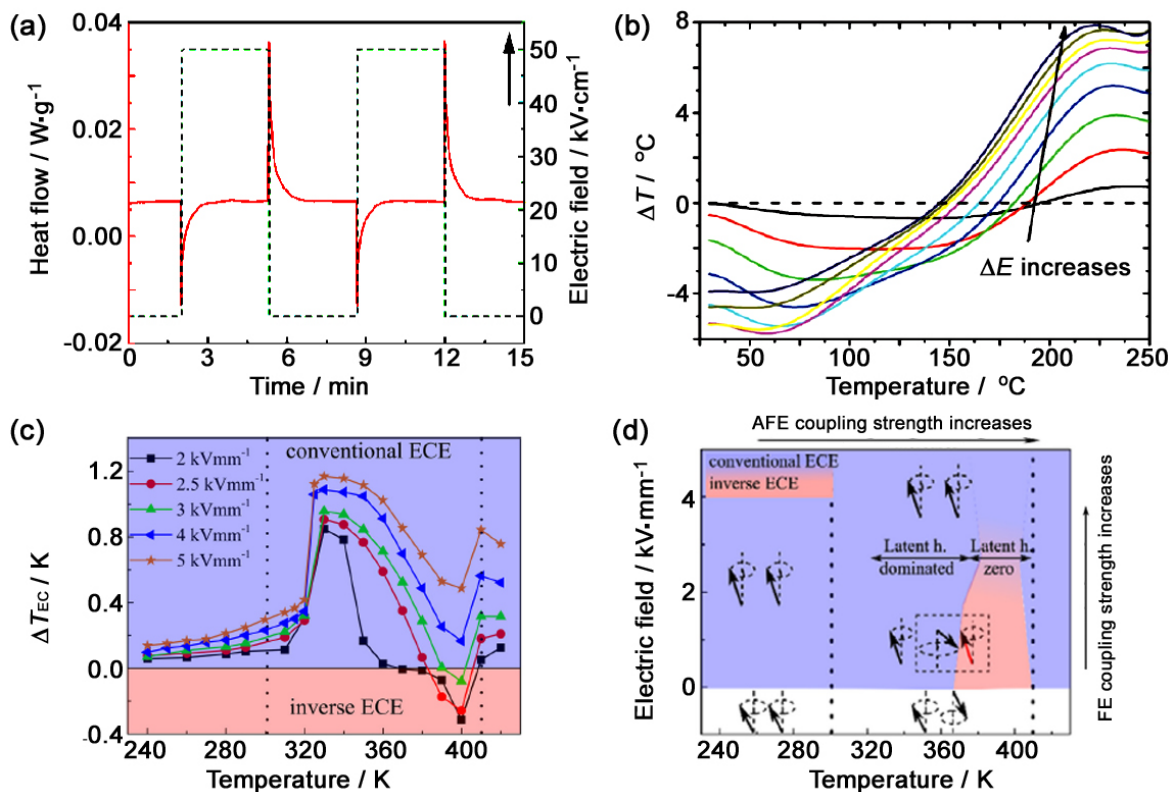 (a)
0.04
0.02
0.00
-0.02
Heat flow / W·g⁻¹
0
3
6
9
12
15
Time / min
50
40
30
20
10
0
Electric field / kV·cm⁻¹
(b)
8
4
0
-4
ΔT / °C
ΔE increases
50
100
150
200
250
Temperature / °C
(c)
conventional ECE
2 kVmm⁻¹
2.5 kVmm⁻¹
3 kVmm⁻¹
4 kVmm⁻¹
5 kVmm⁻¹
inverse ECE
1.2
0.8
0.4
0.0
-0.4
ΔT_EC / K
240
280
320
360
400
Temperature / K
(d)
AFE coupling strength increases
conventional ECE
inverse ECE
Latent h.
dominated
Latent h.
zero
4
2
0
Electric field / kV·mm⁻¹
240
280
320
360
400
Temperature / K
FE coupling strength increases